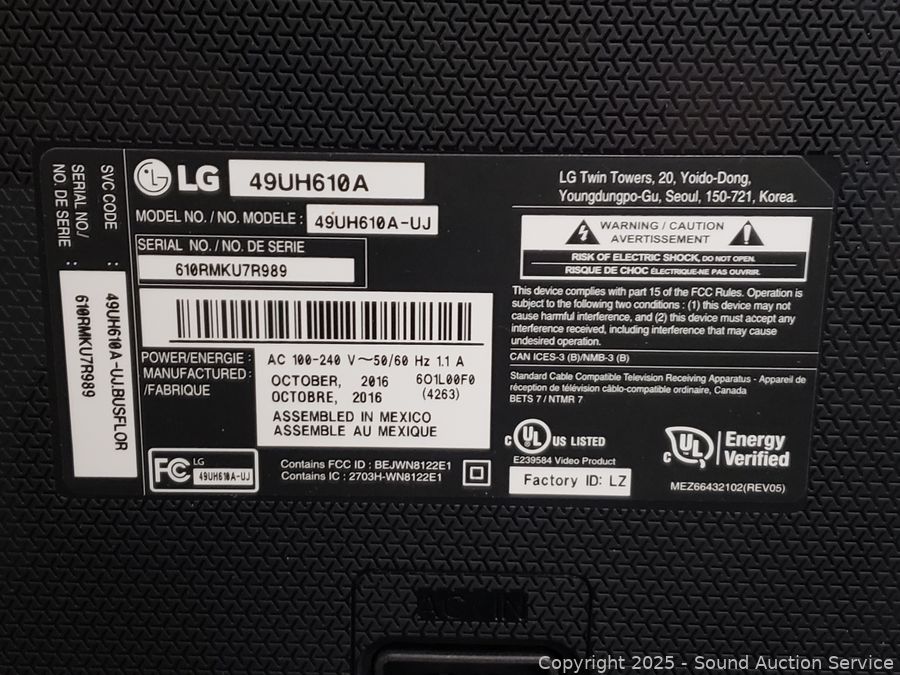 LG 49UH610A
MODEL NO. / NO. MODELE : 49UH610A-UJ
SERIAL NO. / NO. DE SERIE
610RMKU7R989
POWER/ENERGIE : AC 100-240 V~50/60 Hz 1.1 A
MANUFACTURED : OCTOBER, 2016 601L00F0
/FABRIQUE OCTOBRE, 2016 (4263)
ASSEMBLED IN MEXICO
ASSEMBLE AU MEXIQUE
FC LG
49UH610A-UJ
Contains FCC ID : BEJWN8122E1
Contains IC : 2703H-WN8122E1
SVC CODE : 49UH610A-UJ.BUSFLOR
SERIAL NO./ : 610RMKU7R989
NO. DE SERIE
LG Twin Towers, 20, Yoido-Dong,
Youngdungpo-Gu, Seoul, 150-721, Korea.
WARNING / CAUTION
AVERTISSEMENT
RISK OF ELECTRIC SHOCK, DO NOT OPEN.
RISQUE DE CHOC ÉLECTRIQUE-NE PAS OUVRIR.
This device complies with part 15 of the FCC Rules. Operation is
subject to the following two conditions : (1) this device may not
cause harmful interference, and (2) this device must accept any
interference received, including interference that may cause
undesired operation.
CAN ICES-3 (B)/NMB-3 (B)
Standard Cable Compatible Television Receiving Apparatus - Appareil de
réception de télévision câblo-compatible ordinaire, Canada
BETS 7 / NTMR 7
c UL US LISTED
E239584 Video Product
Factory ID: LZ
c UL Energy
Verified
MEZ66432102(REV05)
AC IN
Copyright 2025 - Sound Auction Service